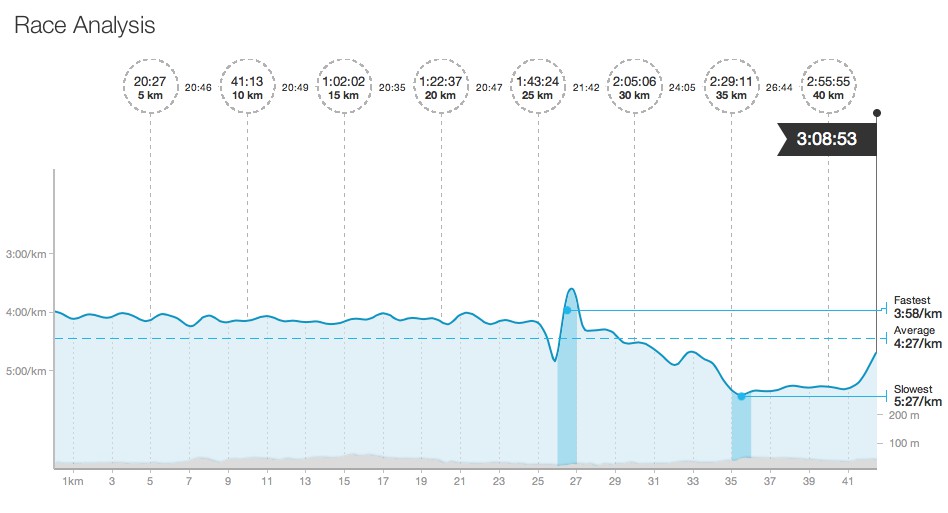 Race Analysis
20:27
5 km
20:46
41:13
10 km
20:49
1:02:02
15 km
20:35
1:22:37
20 km
20:47
1:43:24
25 km
21:42
2:05:06
30 km
24:05
2:29:11
35 km
26:44
2:55:55
40 km
3:08:53
3:00/km
4:00/km
5:00/km
Fastest
3:58/km
Average
4:27/km
Slowest
5:27/km
200 m
100 m
1km 3 5 7 9 11 13 15 17 19 21 23 25 27 29 31 33 35 37 39 41